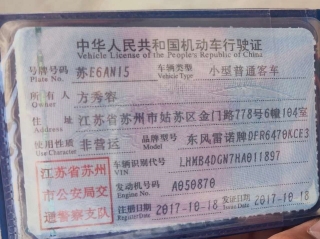 中华人民共和国机动车行驶证
Vehicle License of the People's Republic of China
号牌号码 苏E6AN15 车辆类型 小型普通客车
Plate No. Vehicle Type
所有人 方秀容
Owner
住址 江苏省苏州市姑苏区金门路778号6幢104室
Address
使用性质 非营运 品牌型号 东风雷诺牌DFR6470KCE3
Use Character Model
江苏省苏州市公安局交通警察支队
车辆识别代号 LHMB4DGN7HA011897
VIN
发动机号码 A050870
Engine No.
注册日期 2017-10-18 发证日期 2017-10-18
Register Date Issue Date